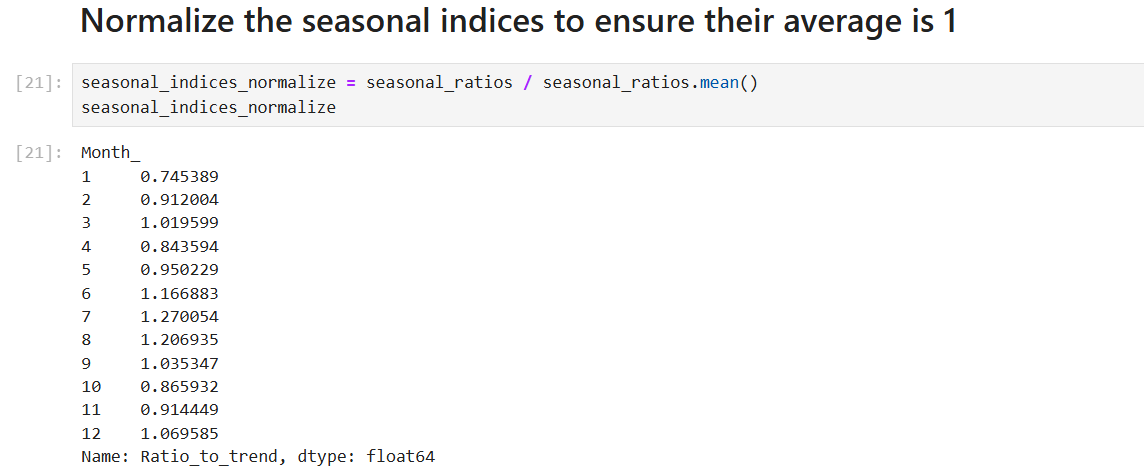 Normalize the seasonal indices to ensure their average is 1
[21]: seasonal_indices_normalize = seasonal_ratios / seasonal_ratios.mean()
seasonal_indices_normalize
[21]: Month_
1 0.745389
2 0.912004
3 1.019599
4 0.843594
5 0.950229
6 1.166883
7 1.270054
8 1.206935
9 1.035347
10 0.865932
11 0.914449
12 1.069585
Name: Ratio_to_trend, dtype: float64